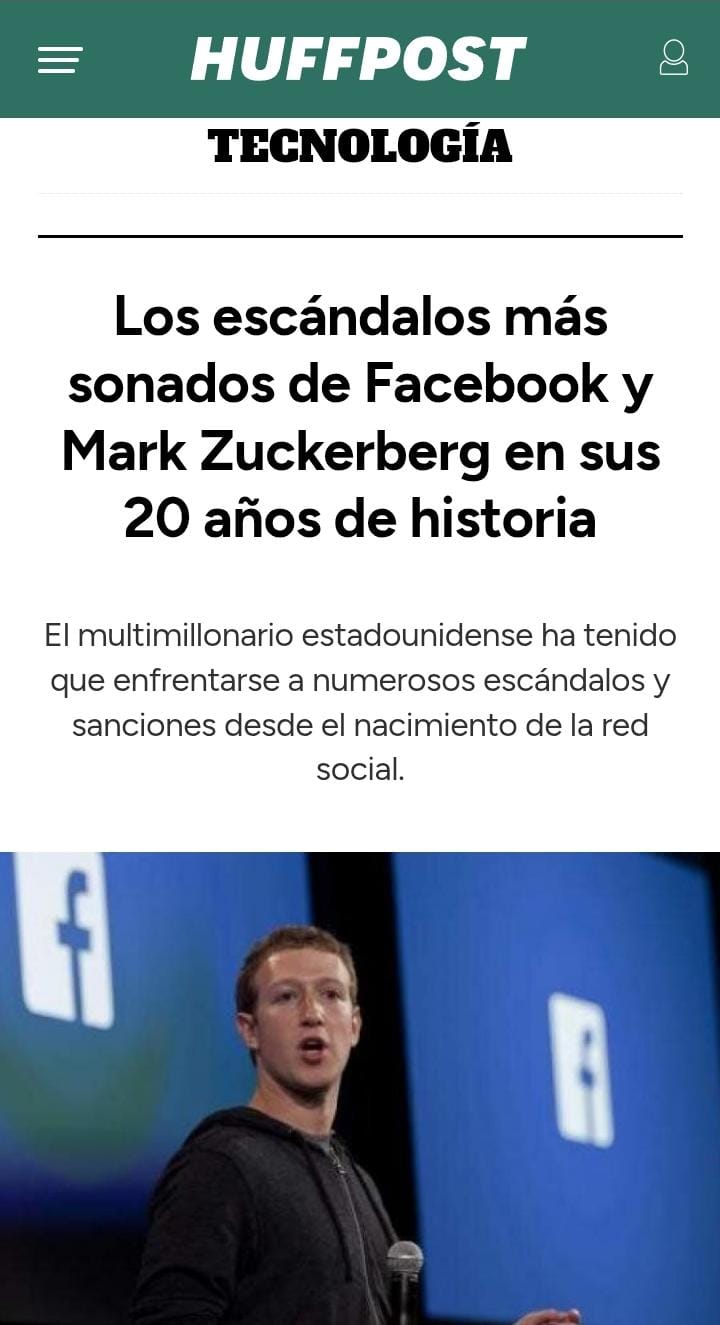 HUFFPOST
TECNOLOGÍA
Los escándalos más
sonados de Facebook y
Mark Zuckerberg en sus
20 años de historia
El multimillonario estadounidense ha tenido
que enfrentarse a numerosos escándalos y
sanciones desde el nacimiento de la red
social.
f
f